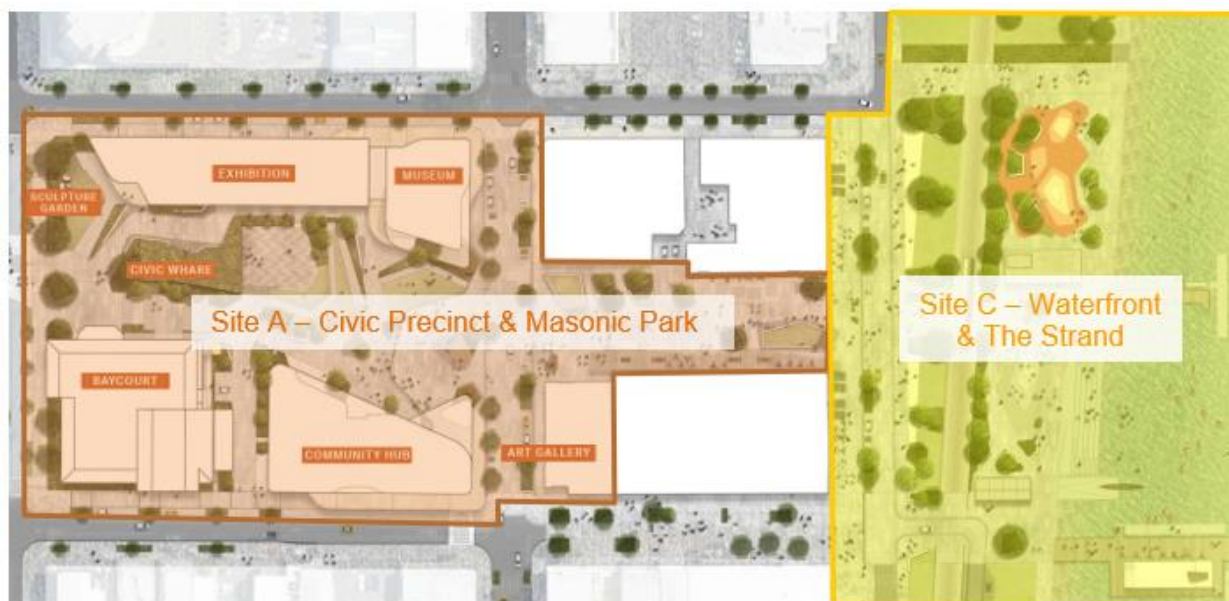 EXHIBITION
MUSEUM
SCULPTURE
GARDEN
CIVIC WHARE
Site A – Civic Precinct & Masonic Park
Site C – Waterfront
& The Strand
BAYCOURT
COMMUNITY HUB
ART GALLERY